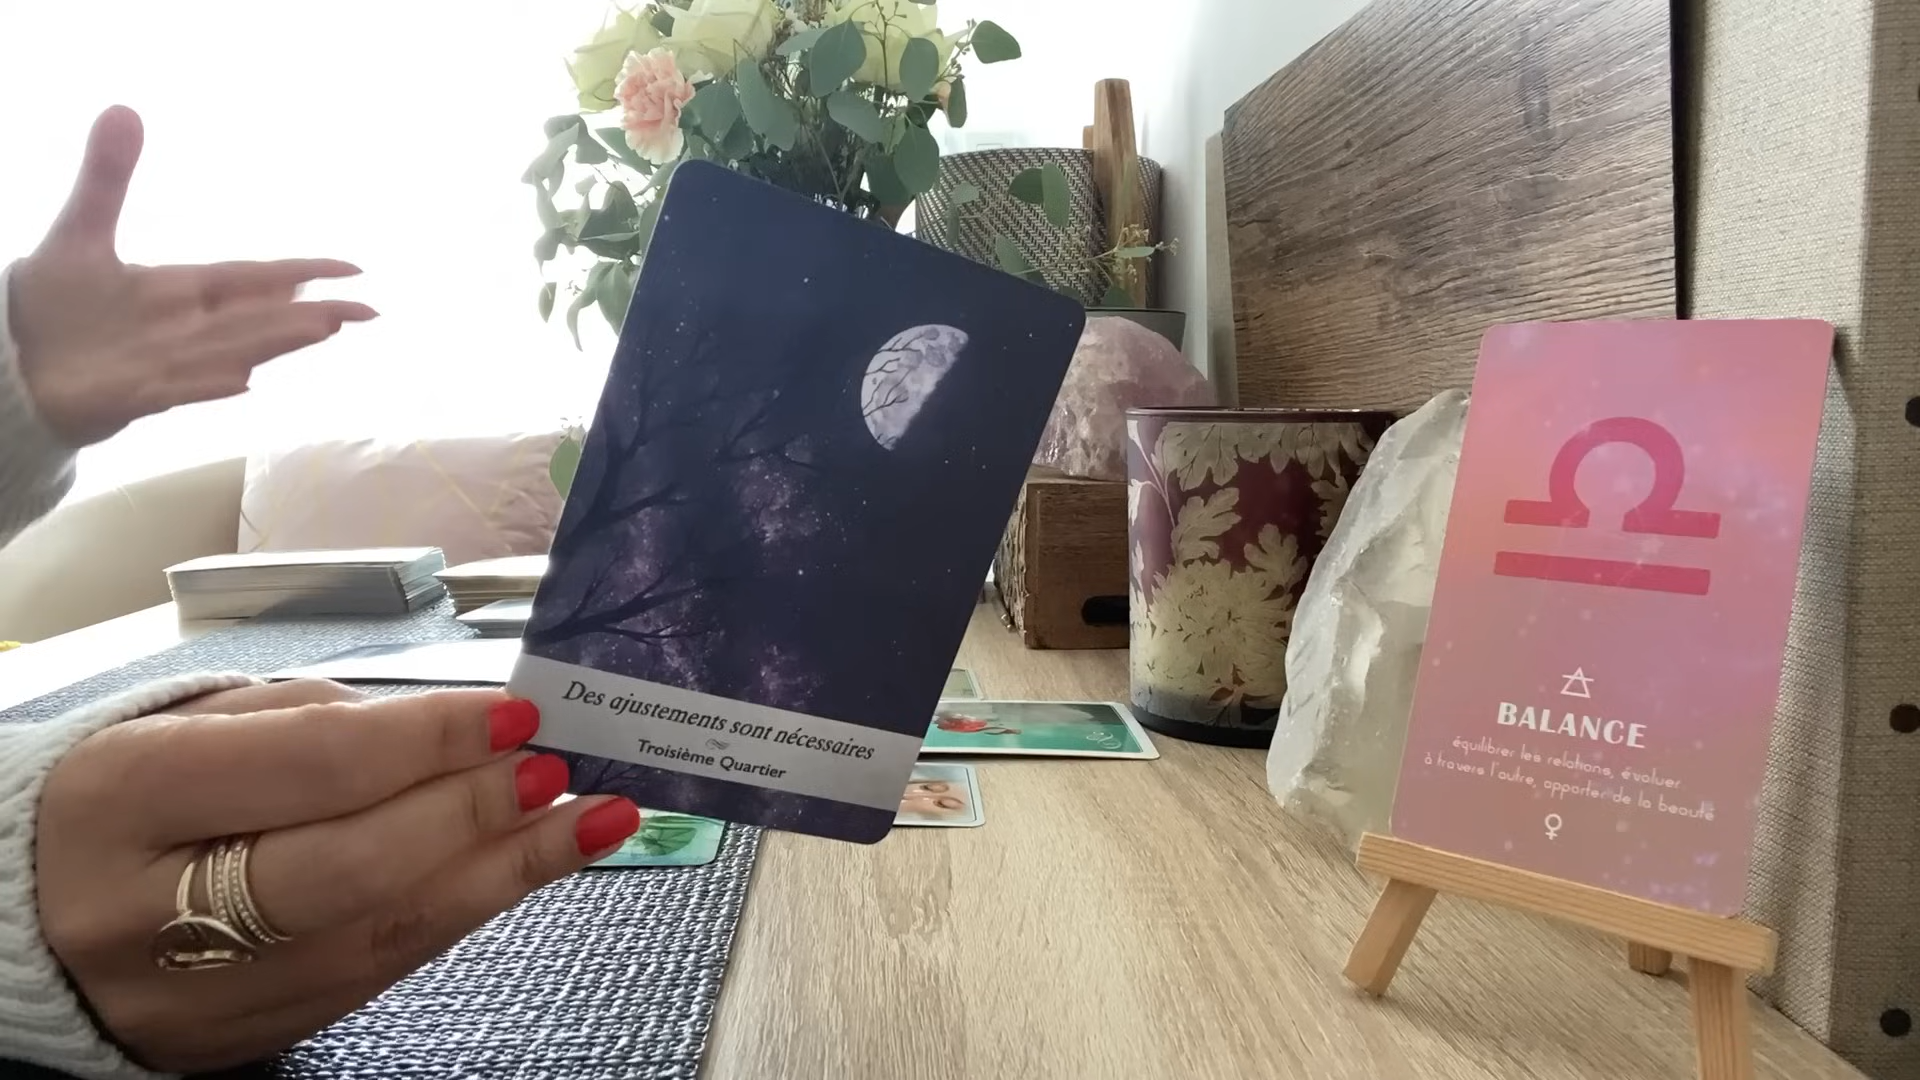 Des ajustements sont nécessaires
Troisième Quartier
BALANCE
équilibrer les relations, évoluer
à travers l'autre, apporter de la beauté